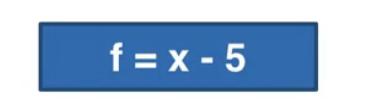 f = x - 5